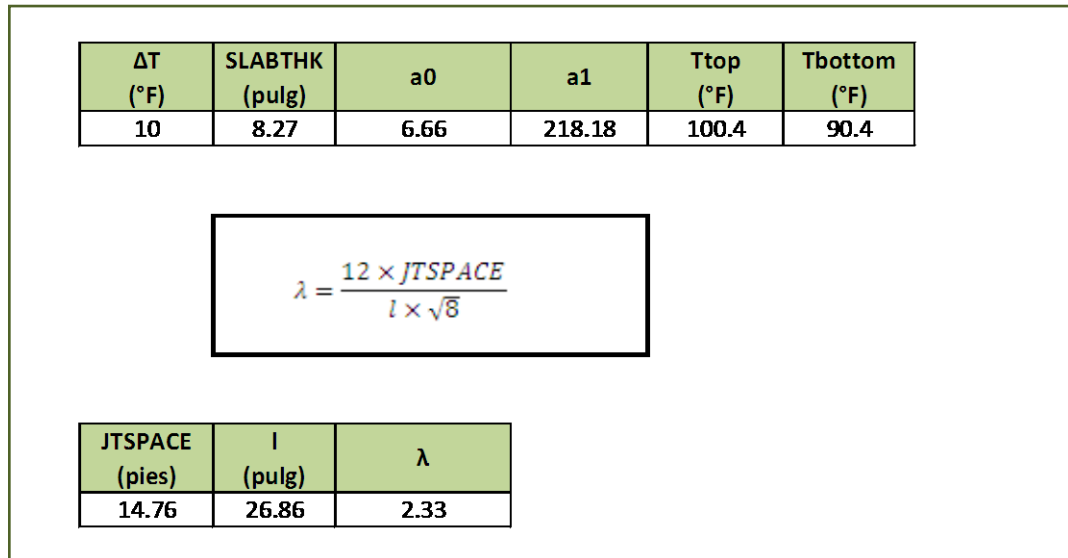 ΔT (°F) SLABTHK (pulg) a0 a1 Ttop (°F) Tbottom (°F)
10 8.27 6.66 218.18 100.4 90.4
λ = 12 × JTSPACE / l × √8
JTSPACE (pies) l (pulg) λ
14.76 26.86 2.33